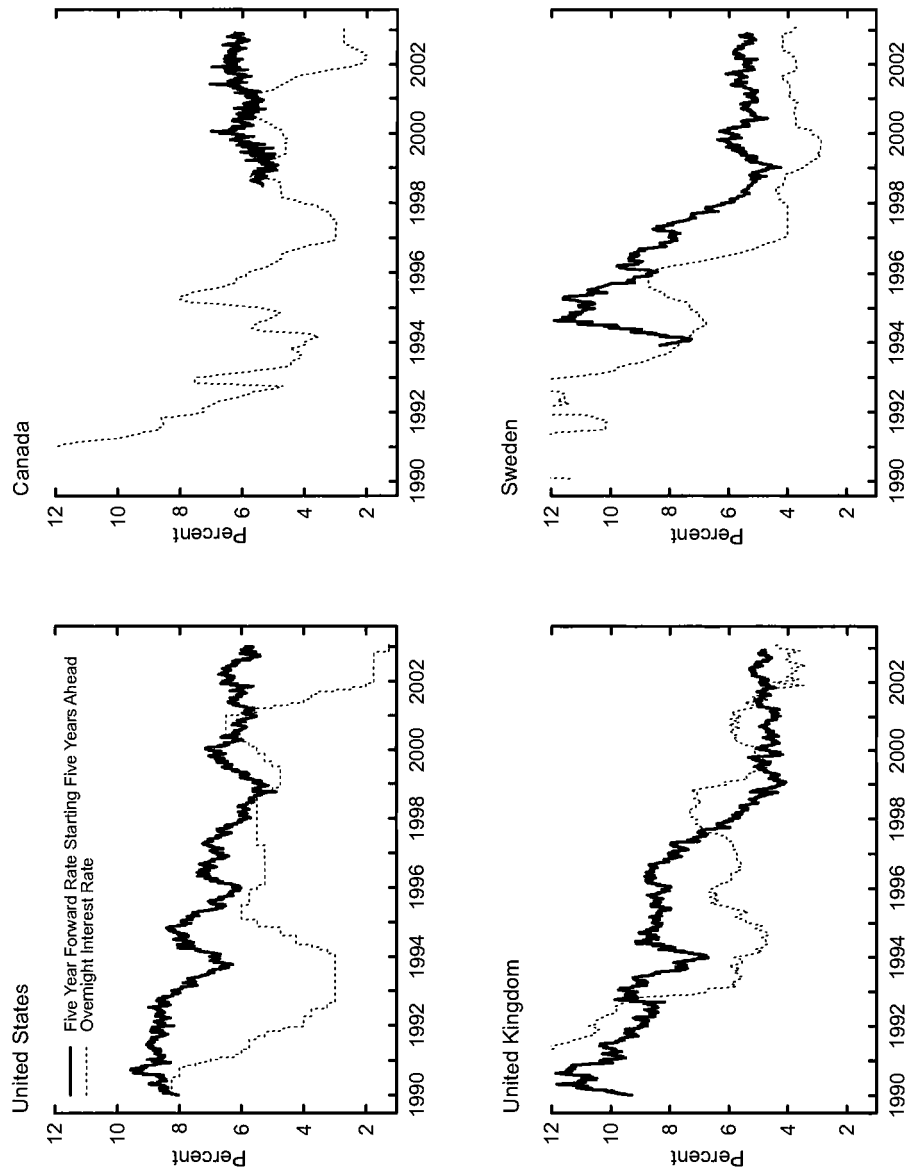 United States
Five Year Forward Rate Starting Five Years Ahead
Overnight Interest Rate
Percent
12
10
8
6
4
2
1990 1992 1994 1996 1998 2000 2002
Canada
Percent
12
10
8
6
4
2
1990 1992 1994 1996 1998 2000 2002
United Kingdom
Percent
12
10
8
6
4
2
1990 1992 1994 1996 1998 2000 2002
Sweden
Percent
12
10
8
6
4
2
1990 1992 1994 1996 1998 2000 2002